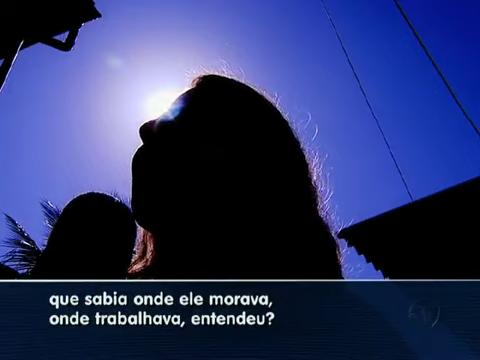 que sabia onde ele morava,
onde trabalhava, entendeu?